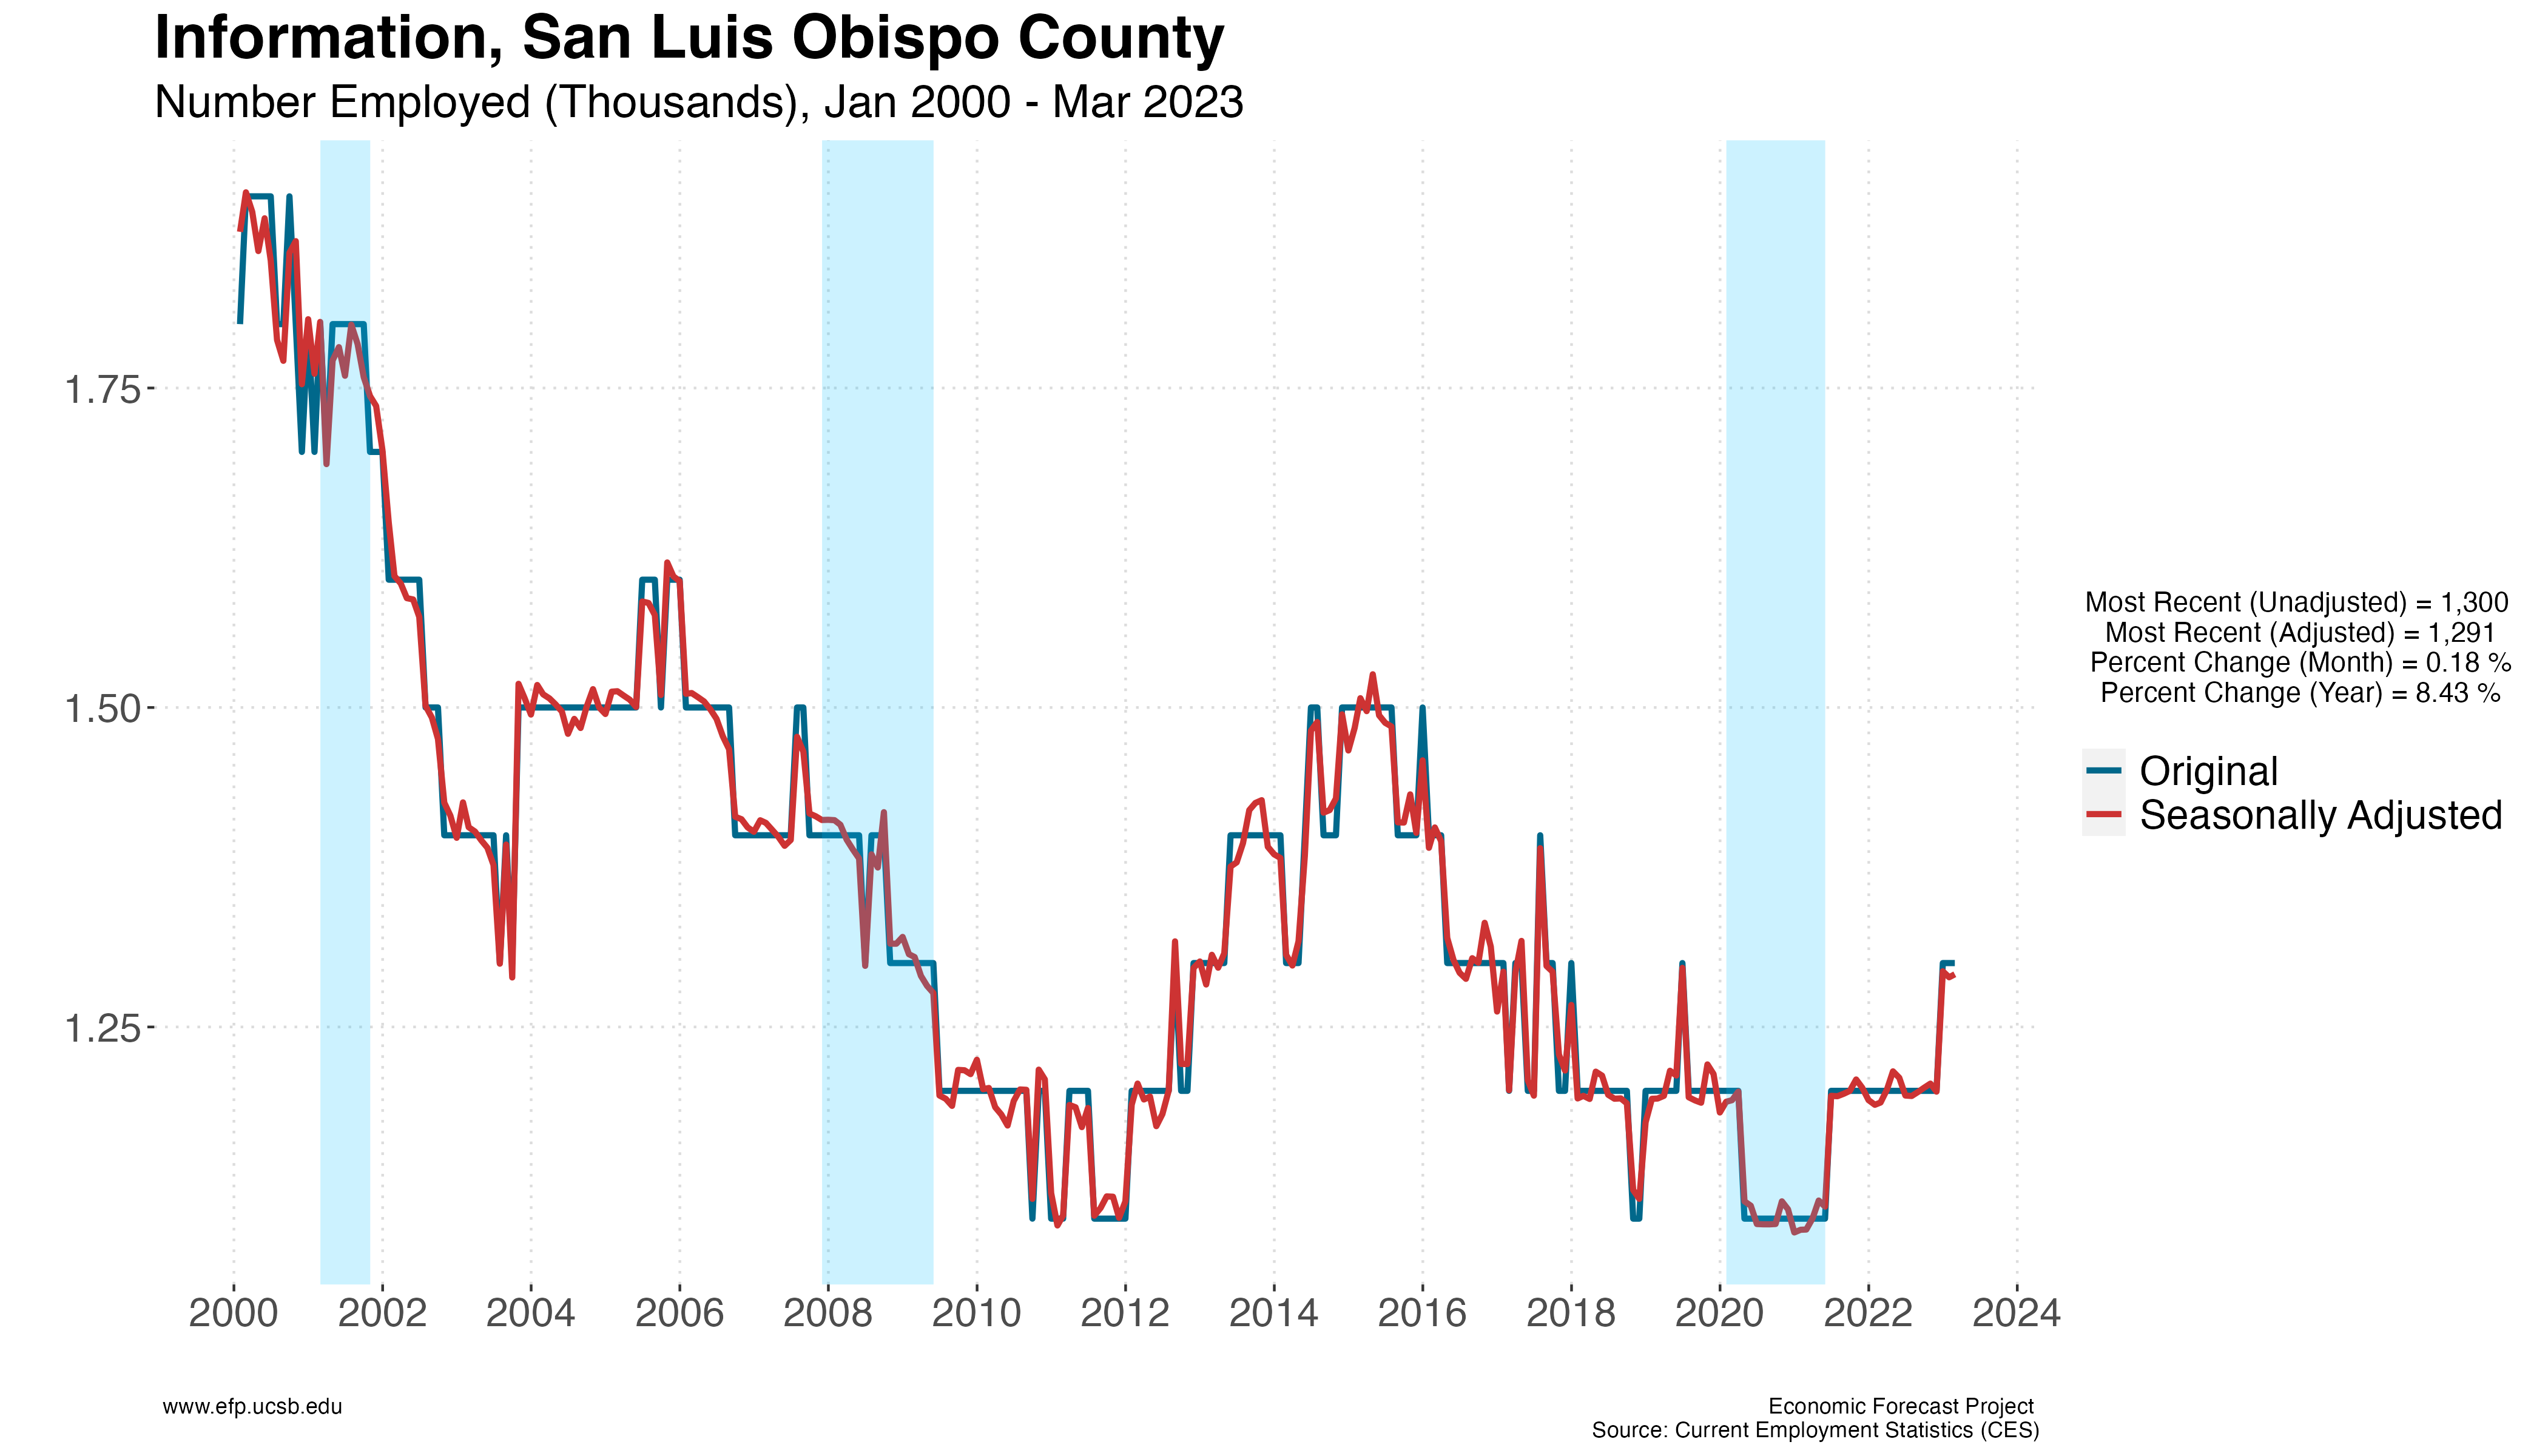 Information, San Luis Obispo County
Number Employed (Thousands), Jan 2000 - Mar 2023
1.75
1.50
1.25
2000 2002 2004 2006 2008 2010 2012 2014 2016 2018 2020 2022 2024
Most Recent (Unadjusted) = 1,300
Most Recent (Adjusted) = 1,291
Percent Change (Month) = 0.18 %
Percent Change (Year) = 8.43 %
Original
Seasonally Adjusted
www.efp.ucsb.edu
Economic Forecast Project
Source: Current Employment Statistics (CES)